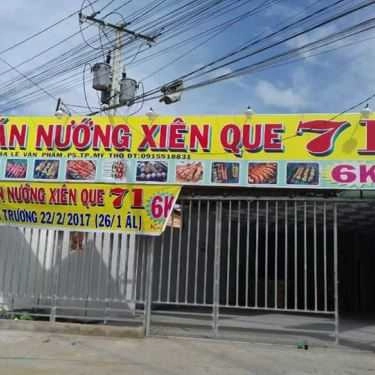 ĂN NƯỚNG XIÊN QUE 71
LÊ VĂN PHẨM. P5. TP. MỸ THO ĐT: 0915518831
6K
N NƯỚNG XIÊN QUE 71
6K
TRƯƠNG 22/2/2017 (26/1 ÂL)